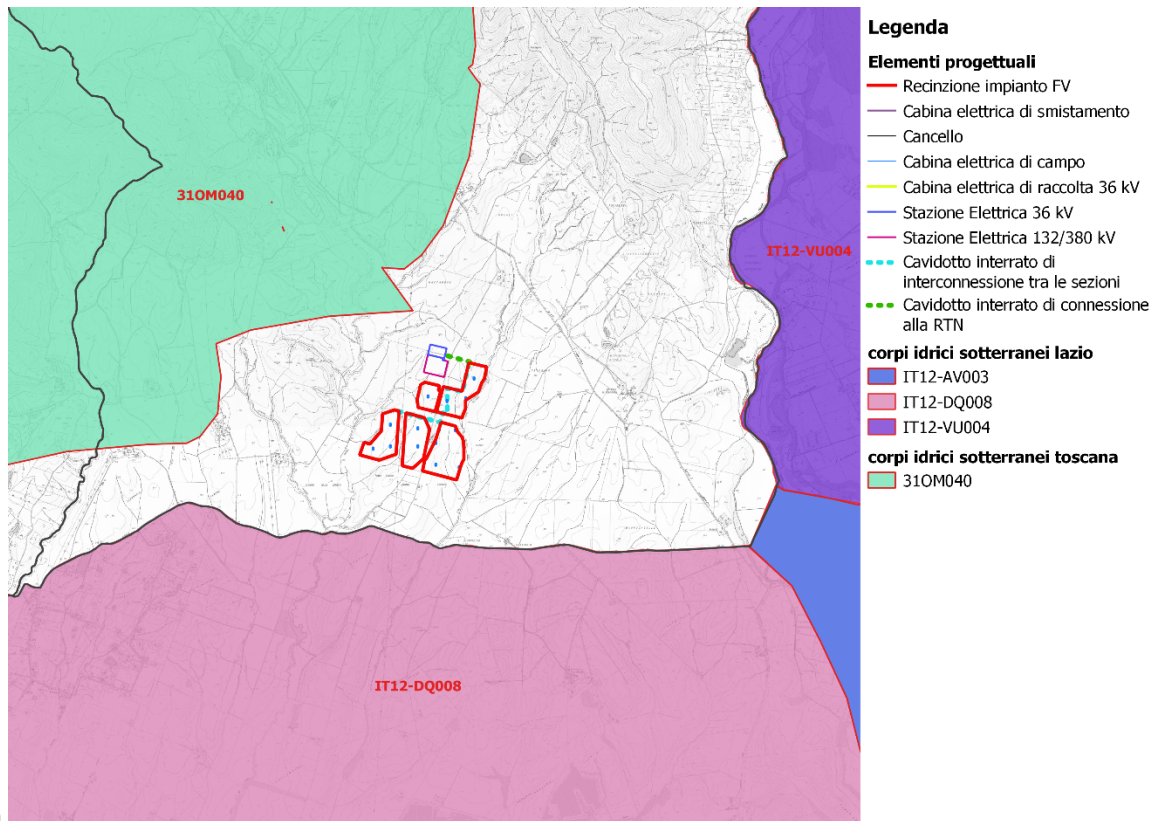 31OM040
IT12-VU004
IT12-DQ008
Legenda
Elementi progettuali
Recinzione impianto FV
Cabina elettrica di smistamento
Cancello
Cabina elettrica di campo
Cabina elettrica di raccolta 36 kV
Stazione Elettrica 36 kV
Stazione Elettrica 132/380 kV
Cavidotto interrato di
interconnessione tra le sezioni
Cavidotto interrato di connessione
alla RTN
corpi idrici sotterranei lazio
IT12-AV003
IT12-DQ008
IT12-VU004
corpi idrici sotterranei toscana
31OM040